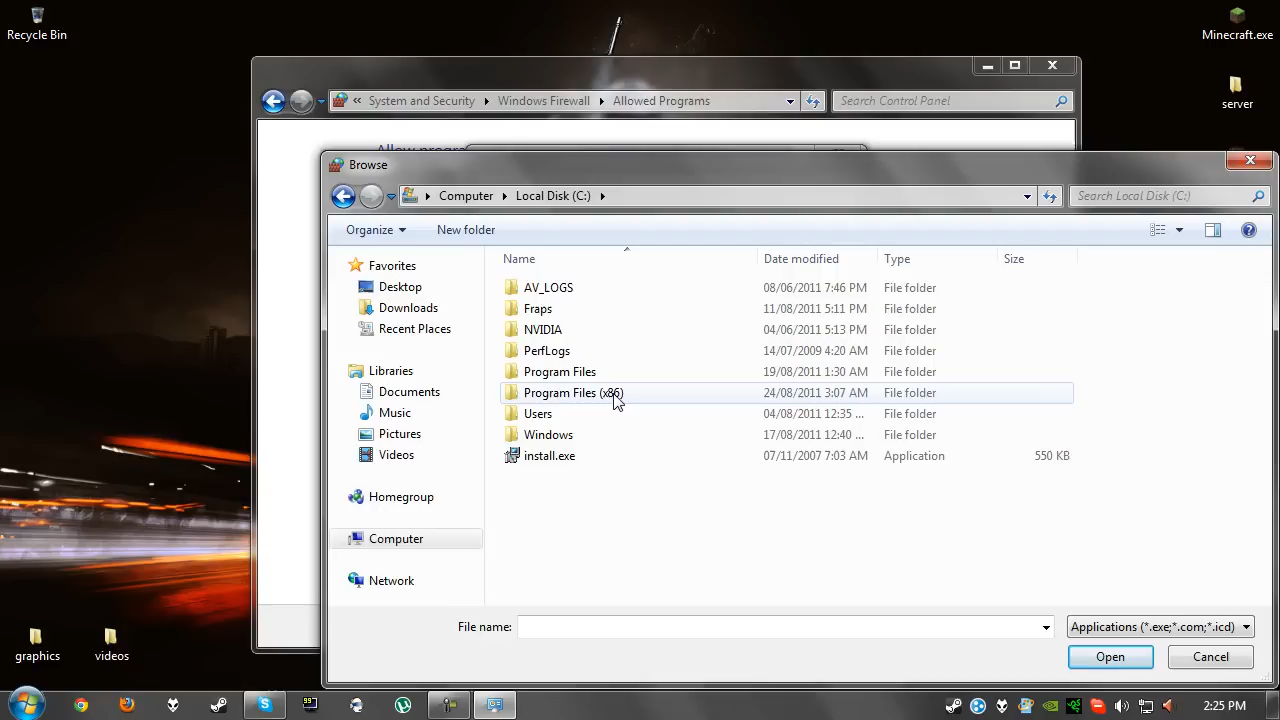 Recycle Bin
Minecraft.exe
System and Security
Windows Firewall
Allowed Programs
Search Control Panel
server
Browse
Computer
Local Disk (C:)
Search Local Disk (C:)
Organize
New folder
Favorites
Name
Date modified
Type
Size
Desktop
AV_LOGS
08/06/2011 7:46 PM
File folder
Downloads
Fraps
11/08/2011 5:11 PM
File folder
Recent Places
NVIDIA
04/06/2011 5:13 PM
File folder
PerfLogs
14/07/2009 4:20 AM
File folder
Libraries
Program Files
19/08/2011 1:30 AM
File folder
Documents
Program Files (x86)
24/08/2011 3:07 AM
File folder
Music
Users
04/08/2011 12:35 ...
File folder
Pictures
Windows
17/08/2011 12:40 ...
File folder
Videos
install.exe
07/11/2007 7:03 AM
Application
550 KB
Homegroup
Computer
Network
File name:
Applications (*.exe;*.com;*.icd)
Open
Cancel
graphics
videos
2:25 PM